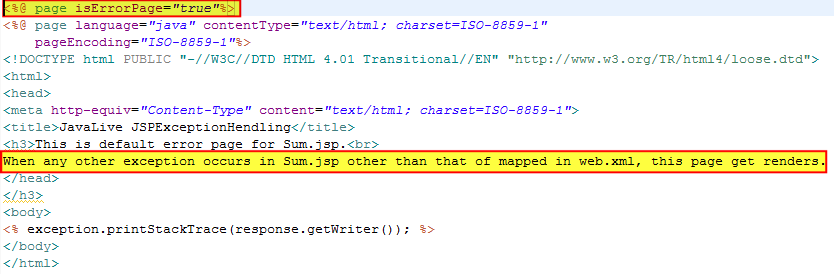 <%@ page isErrorPage="true"%>
<%@ page language="java" contentType="text/html; charset=ISO-8859-1"
pageEncoding="ISO-8859-1"%>
<!DOCTYPE html PUBLIC "-//W3C//DTD HTML 4.01 Transitional//EN" "http://www.w3.org/TR/html4/loose.dtd">
<html>
<head>
<meta http-equiv="Content-Type" content="text/html; charset=ISO-8859-1">
<title>JavaLive JSPExceptionHendling</title>
<h3>This is default error page for Sum.jsp.<br>
When any other exception occurs in Sum.jsp other than that of mapped in web.xml, this page get renders.
</head>
</h3>
<body>
<% exception.printStackTrace(response.getWriter()); %>
</body>
</html>